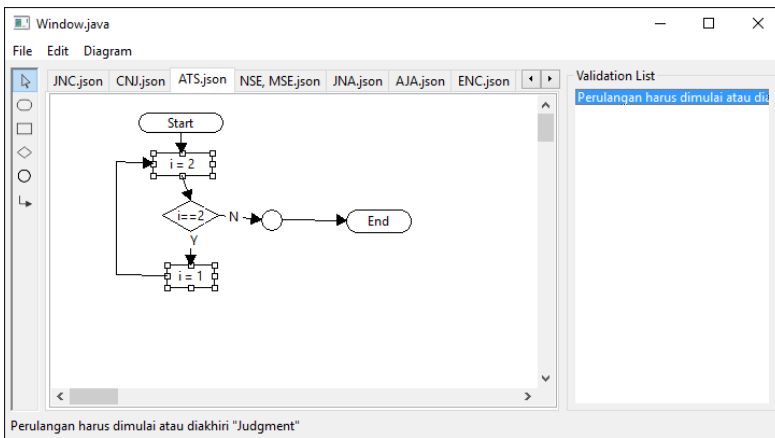 Window.java
File Edit Diagram
JNC.json CNJ.json ATS.json NSE, MSE.json JNA.json AJA.json ENC.json
Validation List
Perulangan harus dimulai atau dia
Start
i = 2
i==2 N End
Y
i = 1
Perulangan harus dimulai atau diakhiri "Judgment"